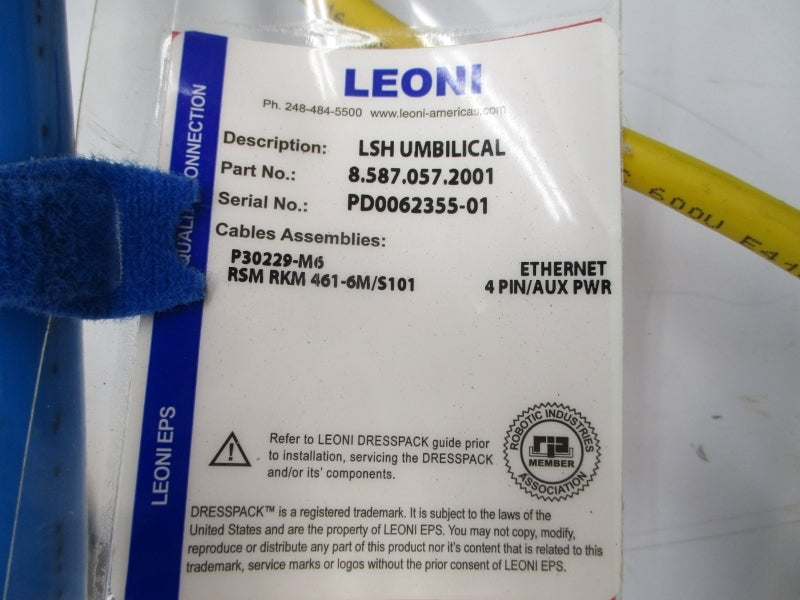 LEONI
Ph. 248-484-5500 www.leoni-americas.com
Description: LSH UMBILICAL
Part No.: 8.587.057.2001
Serial No.: PD0062355-01
Cables Assemblies:
P30229-M6 ETHERNET
RSM RKM 461-6M/S101 4 PIN/AUX PWR
Refer to LEONI DRESSPACK guide prior
to installation, servicing the DRESSPACK
and/or its' components.
ROBOTIC INDUSTRIES
ria
MEMBER
ASSOCIATION
DRESSPACK™ is a registered trademark. It is subject to the laws of the
United States and are the property of LEONI EPS. You may not copy, modify,
reproduce or distribute any part of this product nor it's content that is related to this
trademark, service marks or logos without the prior consent of LEONI EPS.
LEONI EPS
600V